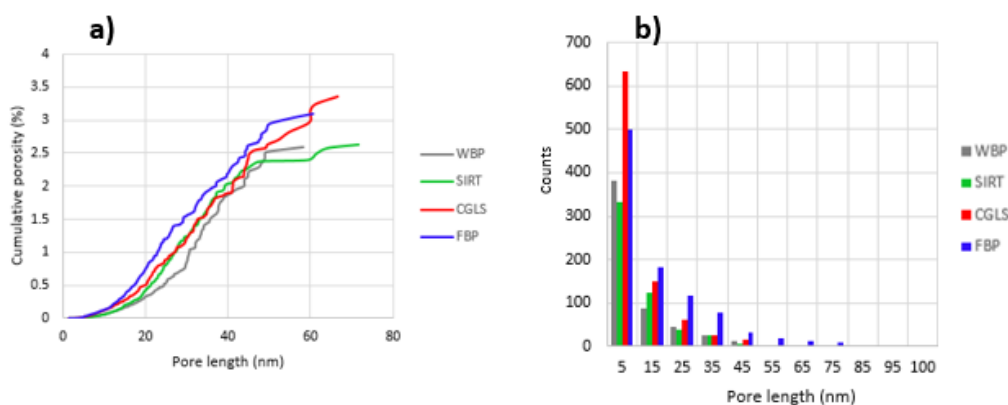 a)
4
3.5
3
2.5
2
1.5
1
0.5
0
Cumulative porosity (%)
0 20 40 60 80
Pore length (nm)
WBP
SIRT
CGLS
FBP
b)
700
600
500
400
300
200
100
0
Counts
5 15 25 35 45 55 65 75 85 95 100
Pore length (nm)
WBP
SIRT
CGLS
FBP